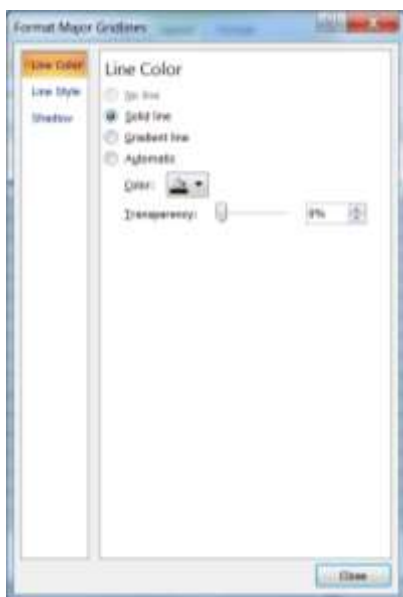 Format Major Gridlines
Line Color
Line Style
Shadow
Line Color
No line
Solid line
Gradient line
Automatic
Color:
Transparency: 0%
Close